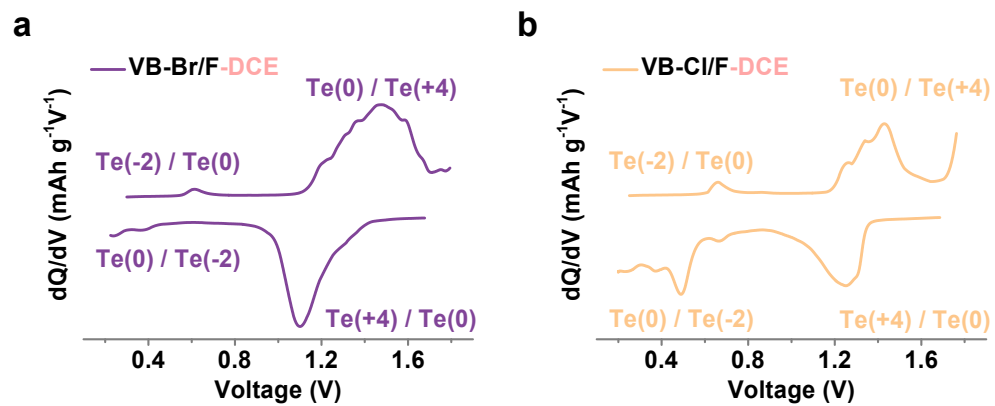 a
VB-Br/F-DCE
Te(0) / Te(+4)
Te(-2) / Te(0)
Te(0) / Te(-2)
Te(+4) / Te(0)
dQ/dV (mAh g⁻¹V⁻¹)
0.4 0.8 1.2 1.6
Voltage (V)
b
VB-Cl/F-DCE
Te(0) / Te(+4)
Te(-2) / Te(0)
Te(0) / Te(-2) Te(+4) / Te(0)
dQ/dV (mAh g⁻¹V⁻¹)
0.4 0.8 1.2 1.6
Voltage (V)